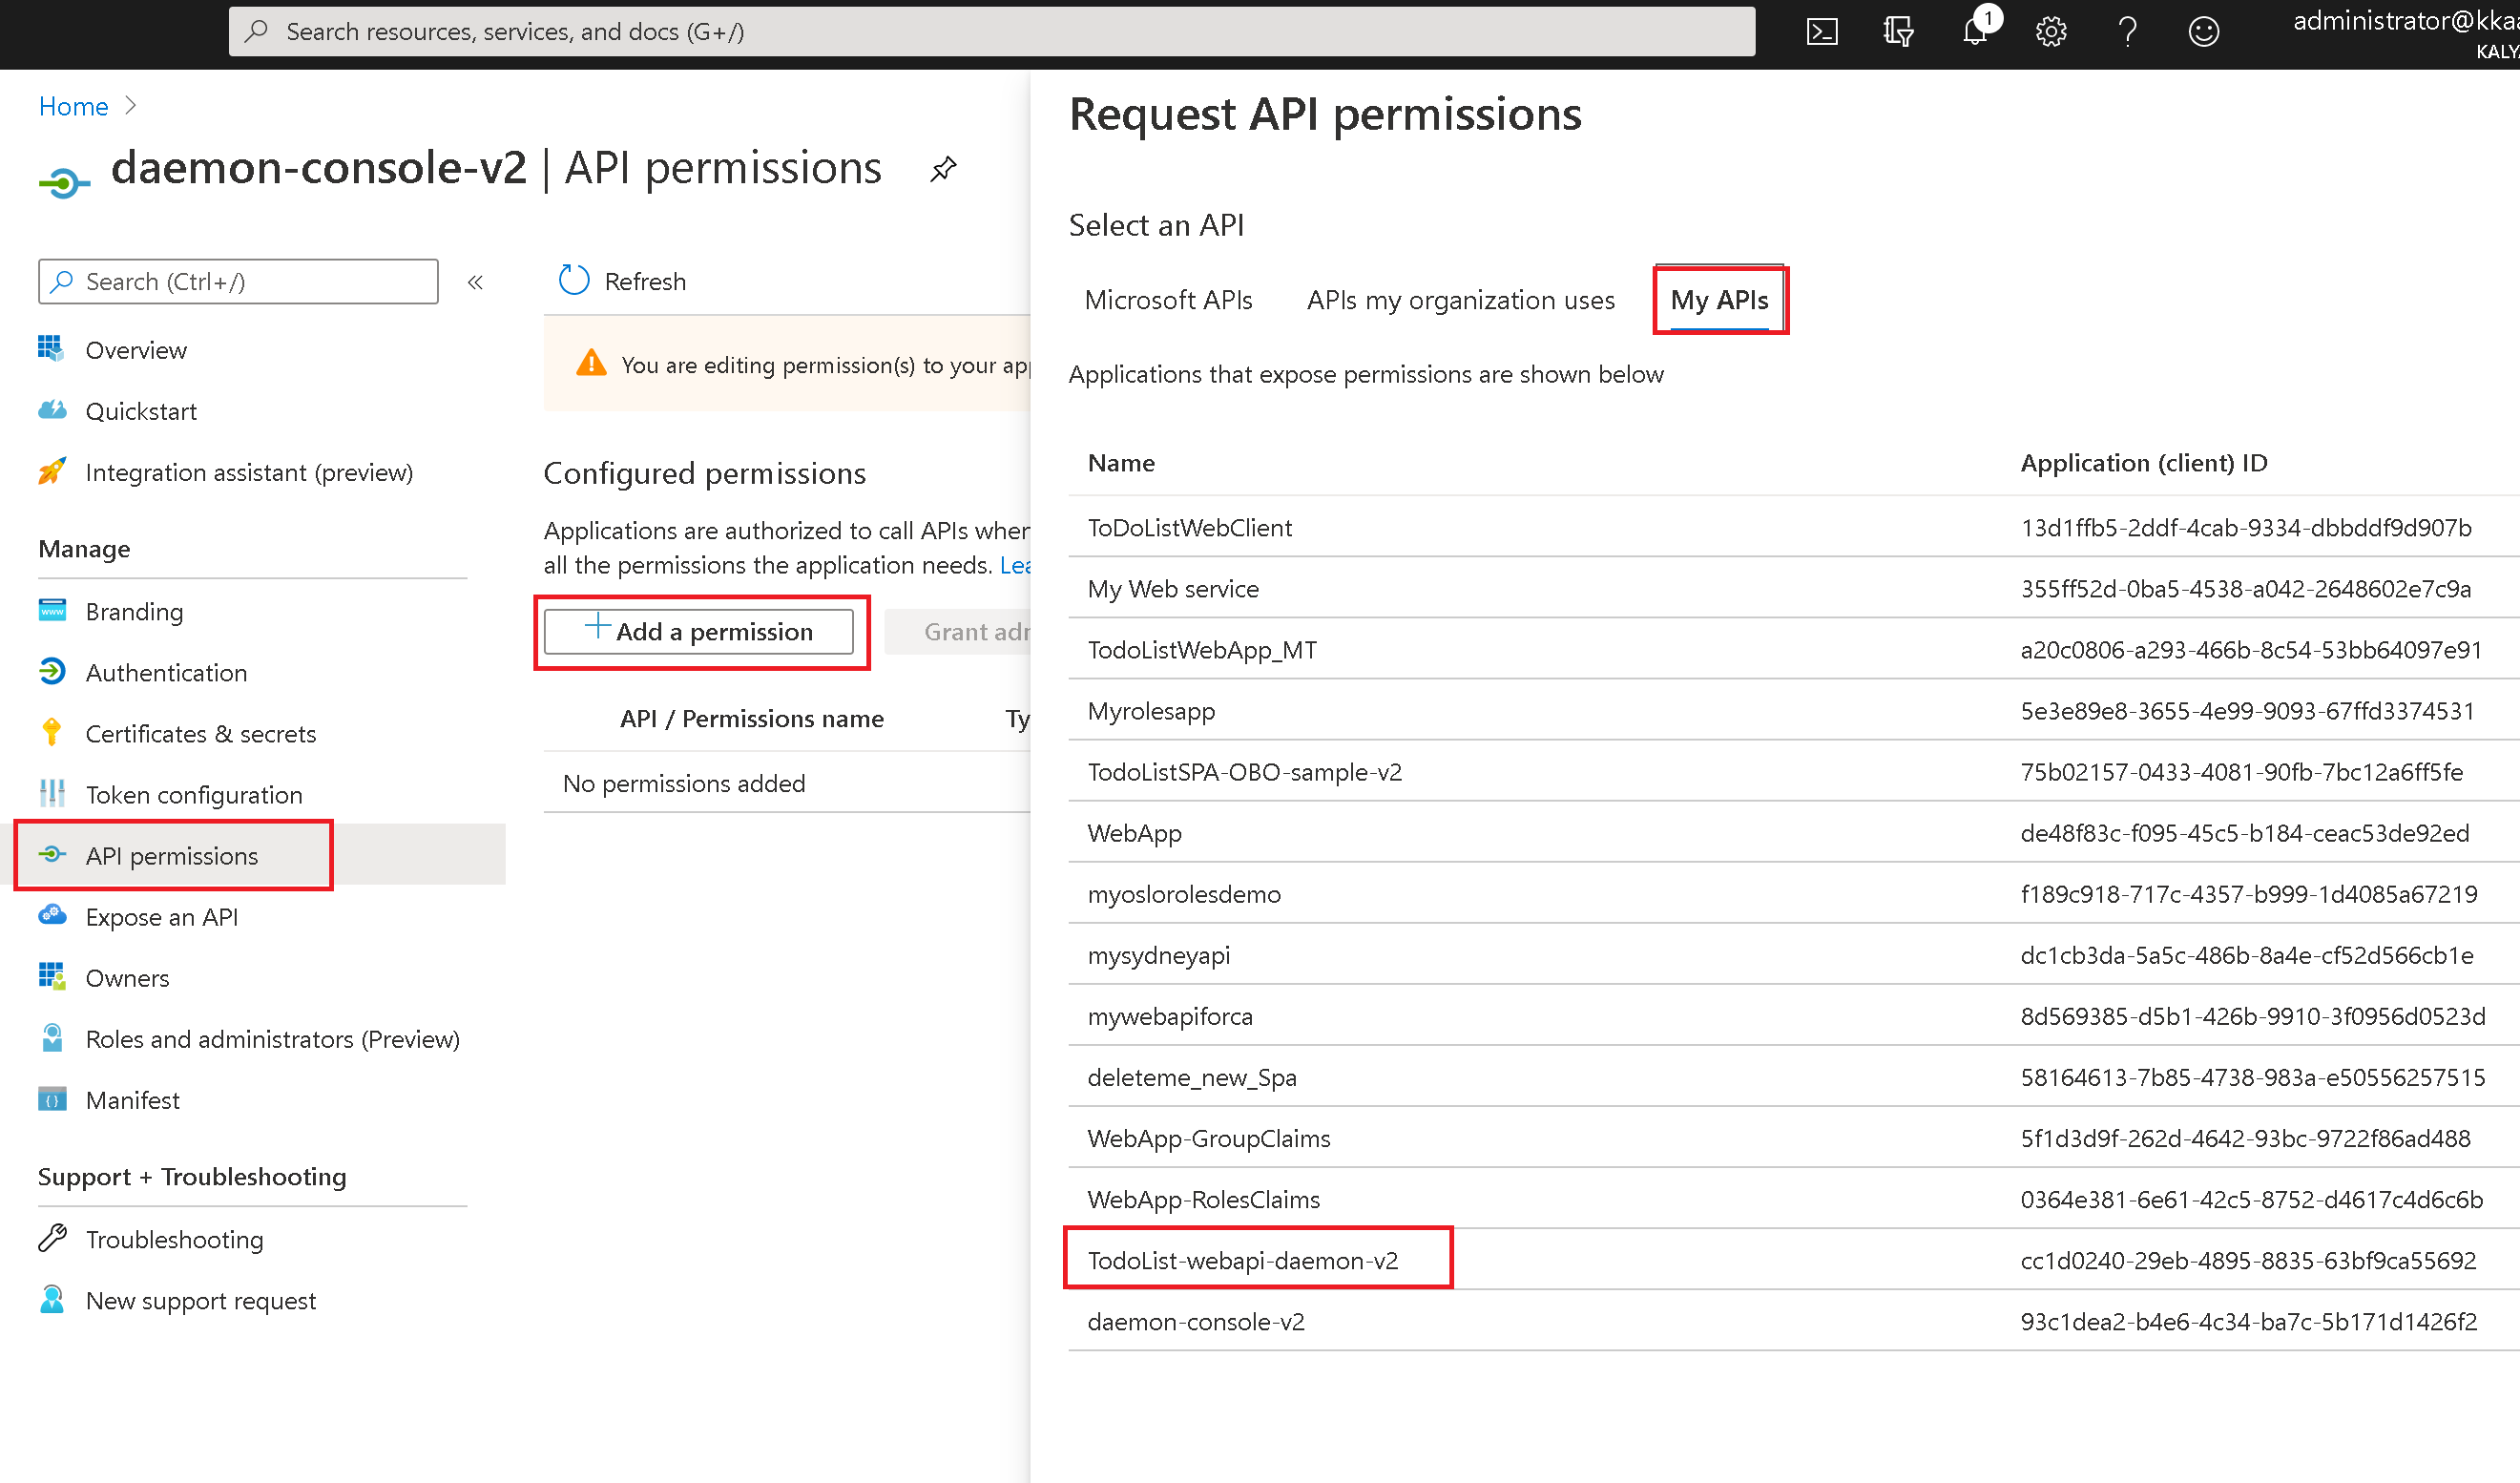 Search resources, services, and docs (G+/)
1
administrator@kkaa
KALY
Home
daemon-console-v2 | API permissions
Search (Ctrl+/)
«
Overview
Quickstart
Integration assistant (preview)
Manage
Branding
Authentication
Certificates & secrets
Token configuration
API permissions
Expose an API
Owners
Roles and administrators (Preview)
Manifest
Support + Troubleshooting
Troubleshooting
New support request
Refresh
You are editing permission(s) to your app
Configured permissions
Applications are authorized to call APIs when
all the permissions the application needs. Lea
Add a permission
Grant adm
API / Permissions name Ty
No permissions added
Request API permissions
Select an API
Microsoft APIs APIs my organization uses My APIs
Applications that expose permissions are shown below
Name Application (client) ID
ToDoListWebClient 13d1ffb5-2ddf-4cab-9334-dbbddf9d907b
My Web service 355ff52d-0ba5-4538-a042-2648602e7c9a
TodoListWebApp_MT a20c0806-a293-466b-8c54-53bb64097e91
Myrolesapp 5e3e89e8-3655-4e99-9093-67ffd3374531
TodoListSPA-OBO-sample-v2 75b02157-0433-4081-90fb-7bc12a6ff5fe
WebApp de48f83c-f095-45c5-b184-ceac53de92ed
myoslorolesdemo f189c918-717c-4357-b999-1d4085a67219
mysydneyapi dc1cb3da-5a5c-486b-8a4e-cf52d566cb1e
mywebapiforca 8d569385-d5b1-426b-9910-3f0956d0523d
deleteme_new_Spa 58164613-7b85-4738-983a-e50556257515
WebApp-GroupClaims 5f1d3d9f-262d-4642-93bc-9722f86ad488
WebApp-RolesClaims 0364e381-6e61-42c5-8752-d4617c4d6c6b
TodoList-webapi-daemon-v2 cc1d0240-29eb-4895-8835-63bf9ca55692
daemon-console-v2 93c1dea2-b4e6-4c34-ba7c-5b171d1426f2